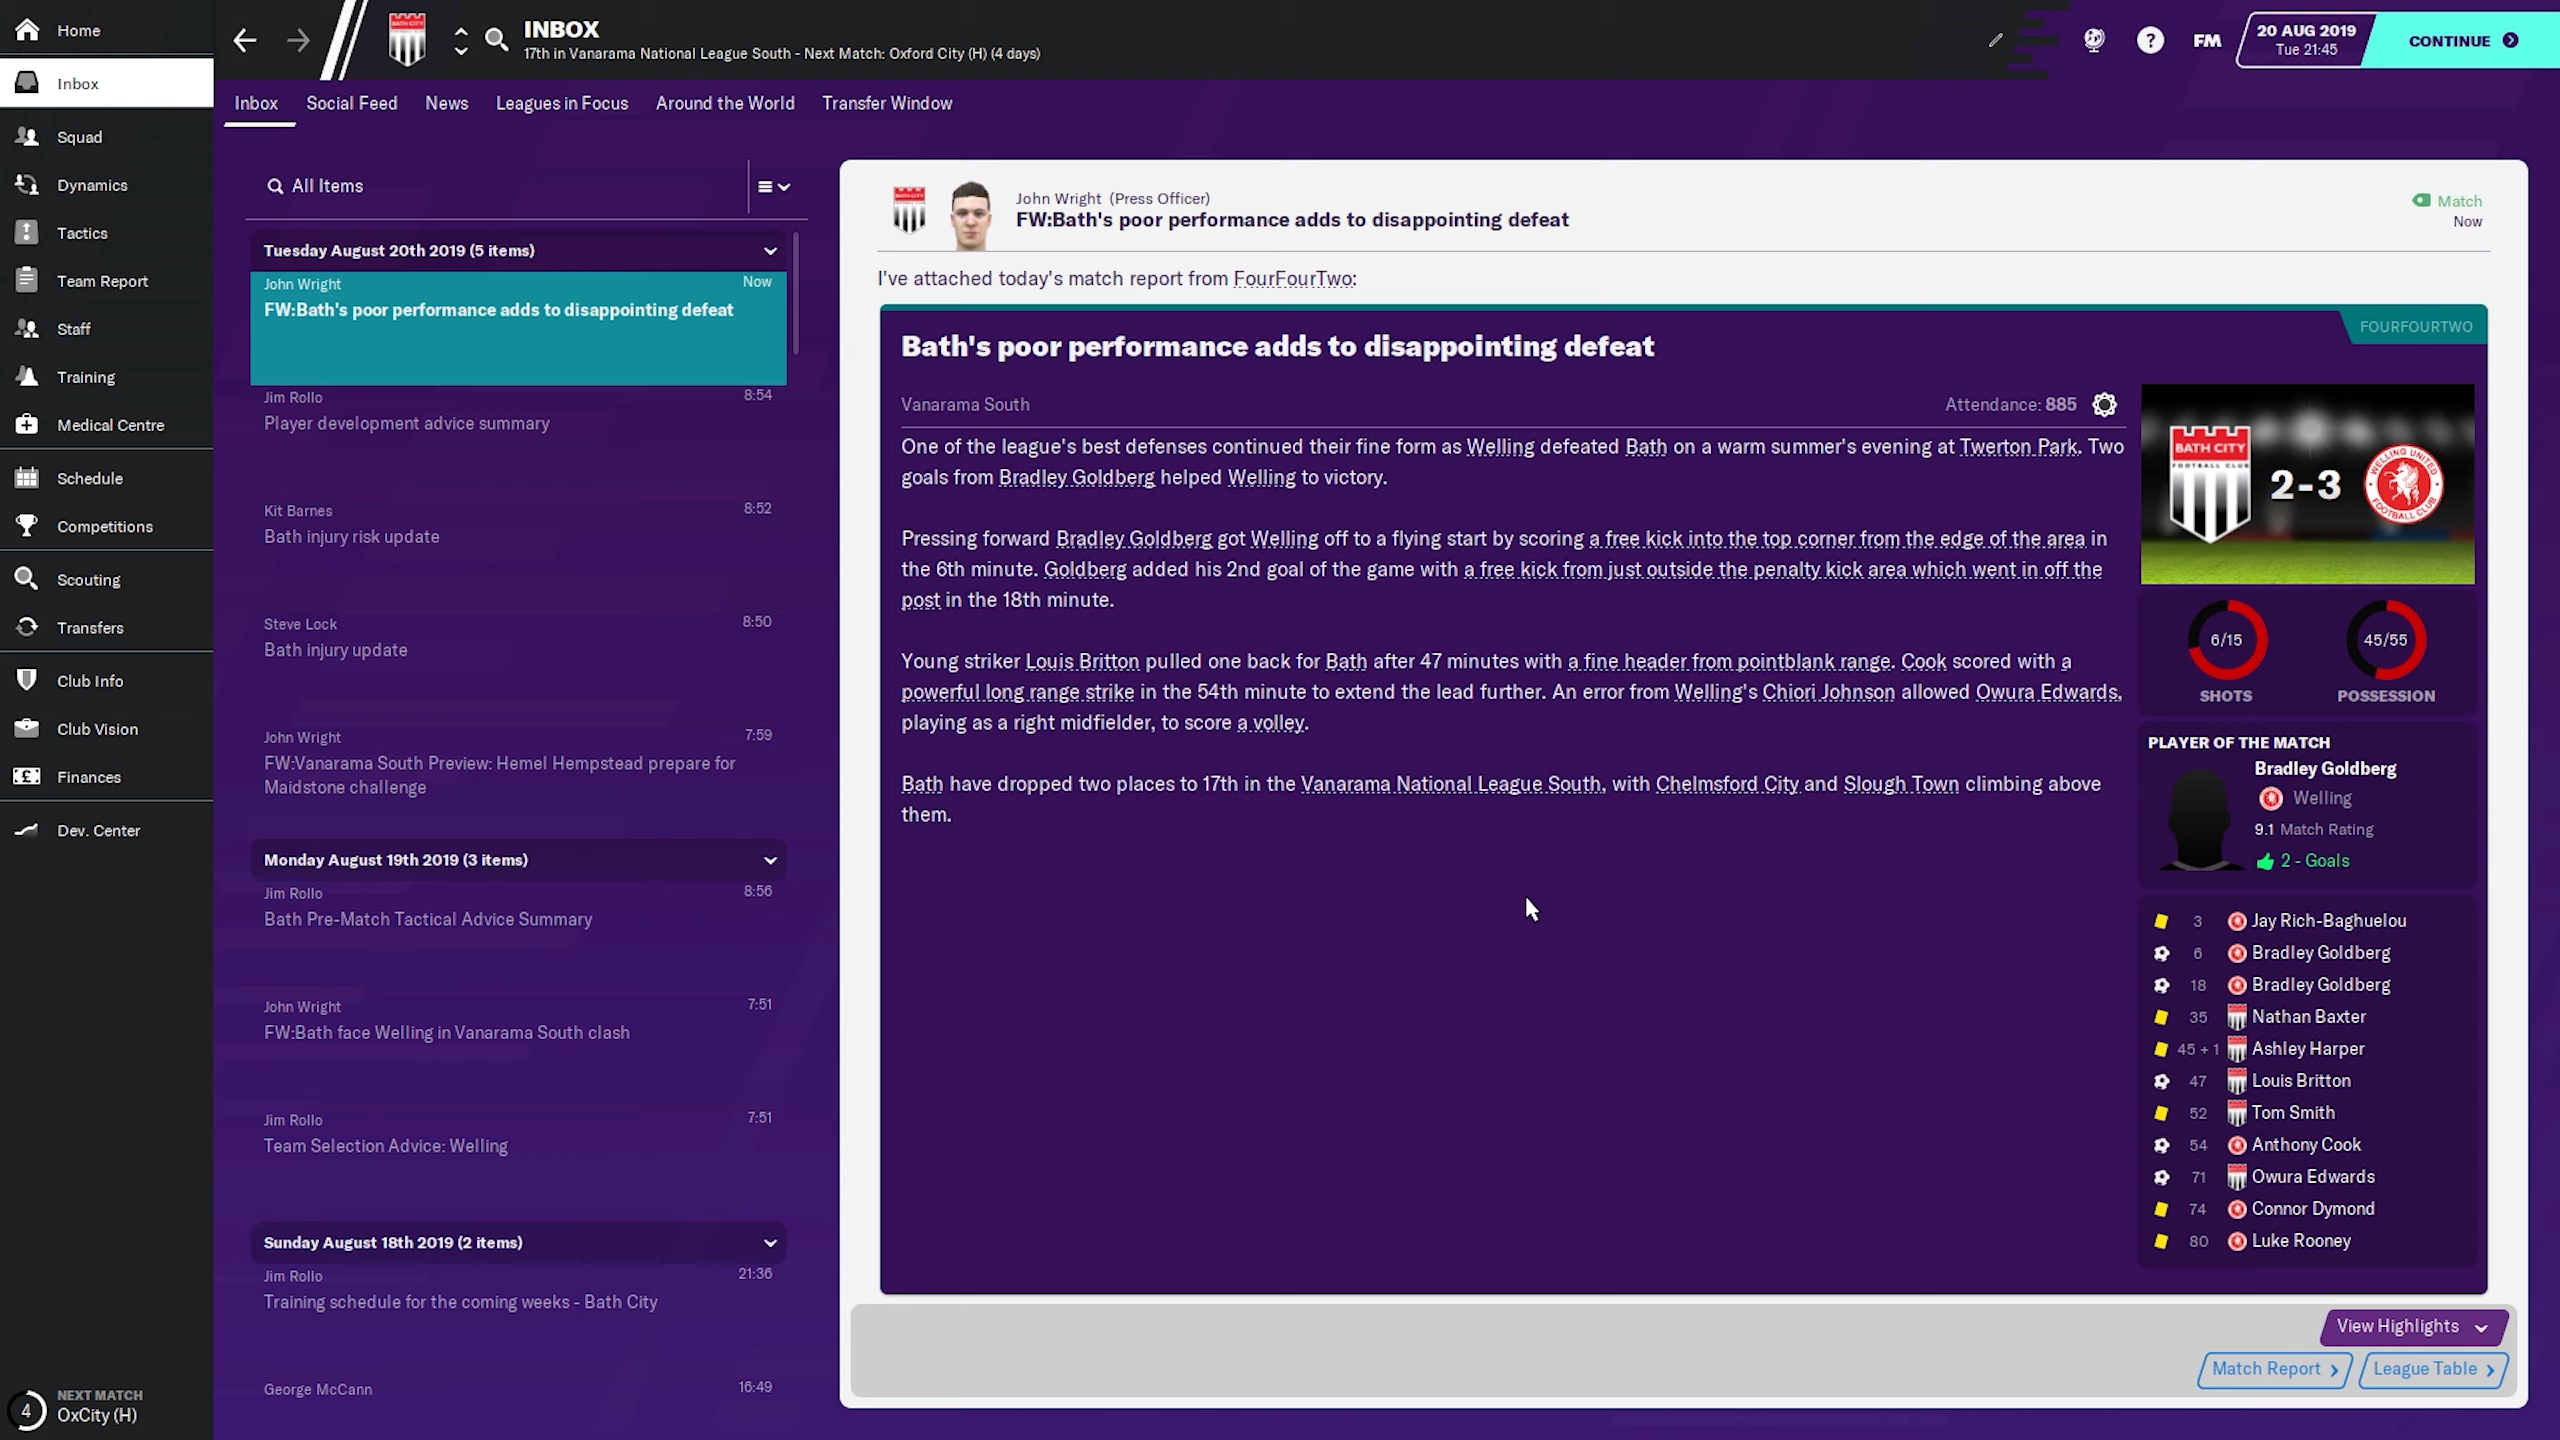 Home
Inbox
Squad
Dynamics
Tactics
Team Report
Staff
Training
Medical Centre
Schedule
Competitions
Scouting
Transfers
Club Info
Club Vision
Finances
Dev. Center
4
NEXT MATCH
OxCity (H)
BATH CITY
INBOX
17th in Vanarama National League South - Next Match: Oxford City (H) (4 days)
?
FM
20 AUG 2019
Tue 21:45
CONTINUE
Inbox Social Feed News Leagues in Focus Around the World Transfer Window
All Items
Tuesday August 20th 2019 (5 items)
John Wright Now
FW:Bath's poor performance adds to disappointing defeat
Jim Rollo 8:54
Player development advice summary
Kit Barnes 8:52
Bath injury risk update
Steve Lock 8:50
Bath injury update
John Wright 7:59
FW:Vanarama South Preview: Hemel Hempstead prepare for
Maidstone challenge
Monday August 19th 2019 (3 items)
Jim Rollo 8:56
Bath Pre-Match Tactical Advice Summary
John Wright 7:51
FW:Bath face Welling in Vanarama South clash
Jim Rollo 7:51
Team Selection Advice: Welling
Sunday August 18th 2019 (2 items)
Jim Rollo 21:36
Training schedule for the coming weeks - Bath City
George McCann 16:49
John Wright (Press Officer)
FW:Bath's poor performance adds to disappointing defeat
Match
Now
I've attached today's match report from FourFourTwo:
FOURFOURTWO
Bath's poor performance adds to disappointing defeat
Vanarama South Attendance: 885
One of the league's best defenses continued their fine form as Welling defeated Bath on a warm summer's evening at Twerton Park. Two
goals from Bradley Goldberg helped Welling to victory.
Pressing forward Bradley Goldberg got Welling off to a flying start by scoring a free kick into the top corner from the edge of the area in
the 6th minute. Goldberg added his 2nd goal of the game with a free kick from just outside the penalty kick area which went in off the
post in the 18th minute.
Young striker Louis Britton pulled one back for Bath after 47 minutes with a fine header from pointblank range. Cook scored with a
powerful long range strike in the 54th minute to extend the lead further. An error from Welling's Chiori Johnson allowed Owura Edwards,
playing as a right midfielder, to score a volley.
Bath have dropped two places to 17th in the Vanarama National League South, with Chelmsford City and Slough Town climbing above
them.
BATH CITY
FOOTBALL CLUB
2-3
WELLING UNITED
FOOTBALL CLUB
6/15 45/55
SHOTS POSSESSION
PLAYER OF THE MATCH
Bradley Goldberg
Welling
9.1 Match Rating
2 - Goals
3 Jay Rich-Baghuelou
6 Bradley Goldberg
18 Bradley Goldberg
35 Nathan Baxter
45 + 1 Ashley Harper
47 Louis Britton
52 Tom Smith
54 Anthony Cook
71 Owura Edwards
74 Connor Dymond
80 Luke Rooney
View Highlights
Match Report
League Table